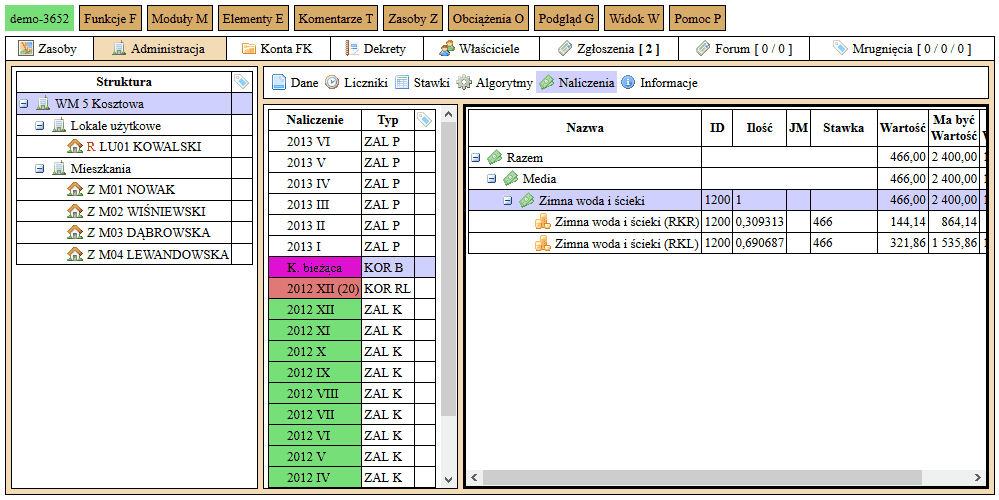 demo-3652 Funkcje F Moduły M Elementy E Komentarze T Zasoby Z Obciążenia O Podgląd G Widok W Pomoc P
Zasoby Administracja Konta FK Dekrety Właściciele Zgłoszenia [ 2 ] Forum [ 0 / 0 ] Mrugnięcia [ 0 / 0 / 0 ]
Struktura
WM 5 Kosztowa
Lokale użytkowe
R LU01 KOWALSKI
Mieszkania
Z M01 NOWAK
Z M02 WIŚNIEWSKI
Z M03 DĄBROWSKA
Z M04 LEWANDOWSKA
Dane Liczniki Stawki Algorytmy Naliczenia Informacje
Naliczenie Typ
2013 VI ZAL P
2013 V ZAL P
2013 IV ZAL P
2013 III ZAL P
2013 II ZAL P
2013 I ZAL P
K. bieżąca KOR B
2012 XII (20) KOR RL
2012 XII ZAL K
2012 XI ZAL K
2012 X ZAL K
2012 IX ZAL K
2012 VIII ZAL K
2012 VII ZAL K
2012 VI ZAL K
2012 V ZAL K
2012 IV ZAL K
Nazwa ID Ilość JM Stawka Wartość Ma być Wartość
Razem 466,00 2 400,00
Media 466,00 2 400,00
Zimna woda i ścieki 1200 1 466,00 2 400,00
Zimna woda i ścieki (RKR) 1200 0,309313 466 144,14 864,14
Zimna woda i ścieki (RKL) 1200 0,690687 466 321,86 1 535,86